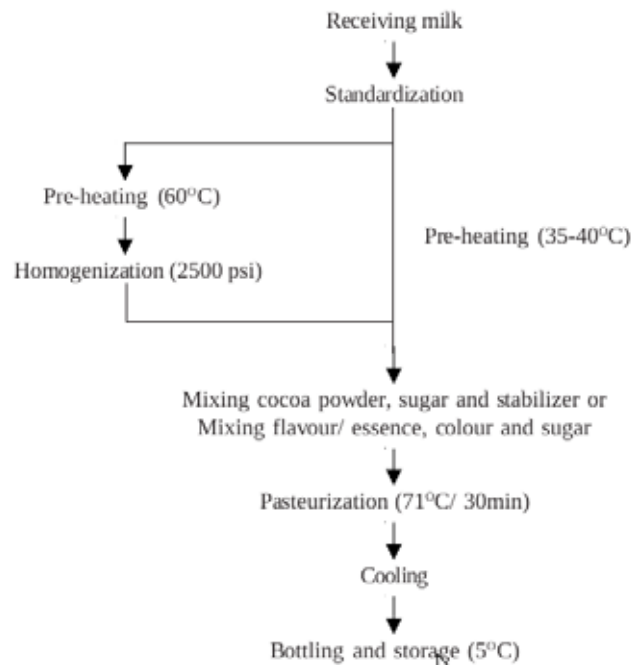 Receiving milk
Standardization
Pre-heating (60°C)
Pre-heating (35-40°C)
Homogenization (2500 psi)
Mixing cocoa powder, sugar and stabilizer or
Mixing flavour/ essence, colour and sugar
Pasteurization (71°C/ 30min)
Cooling
Bottling and storage (5°C)